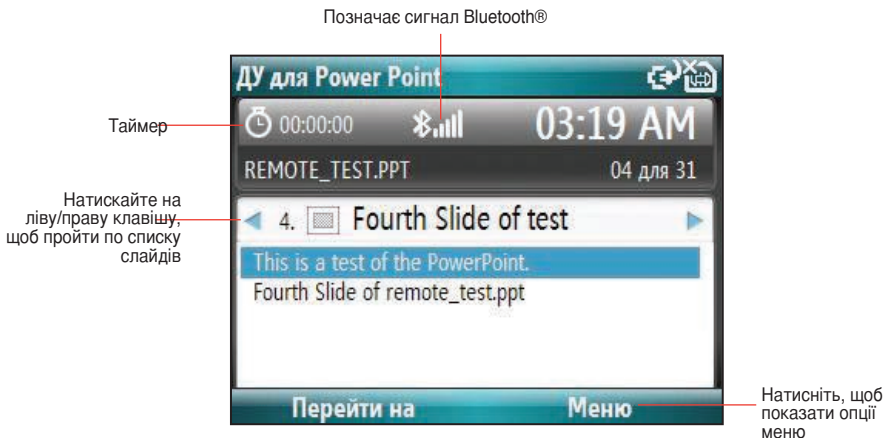 Позначає сигнал Bluetooth®
ДУ для Power Point
Таймер
00:00:00
03:19 AM
REMOTE_TEST.PPT
04 для 31
Натискайте на
ліву/праву клавішу,
щоб пройти по списку
слайдів
4. Fourth Slide of test
This is a test of the PowerPoint.
Fourth Slide of remote_test.ppt
Перейти на
Меню
Натисніть, щоб
показати опції
меню